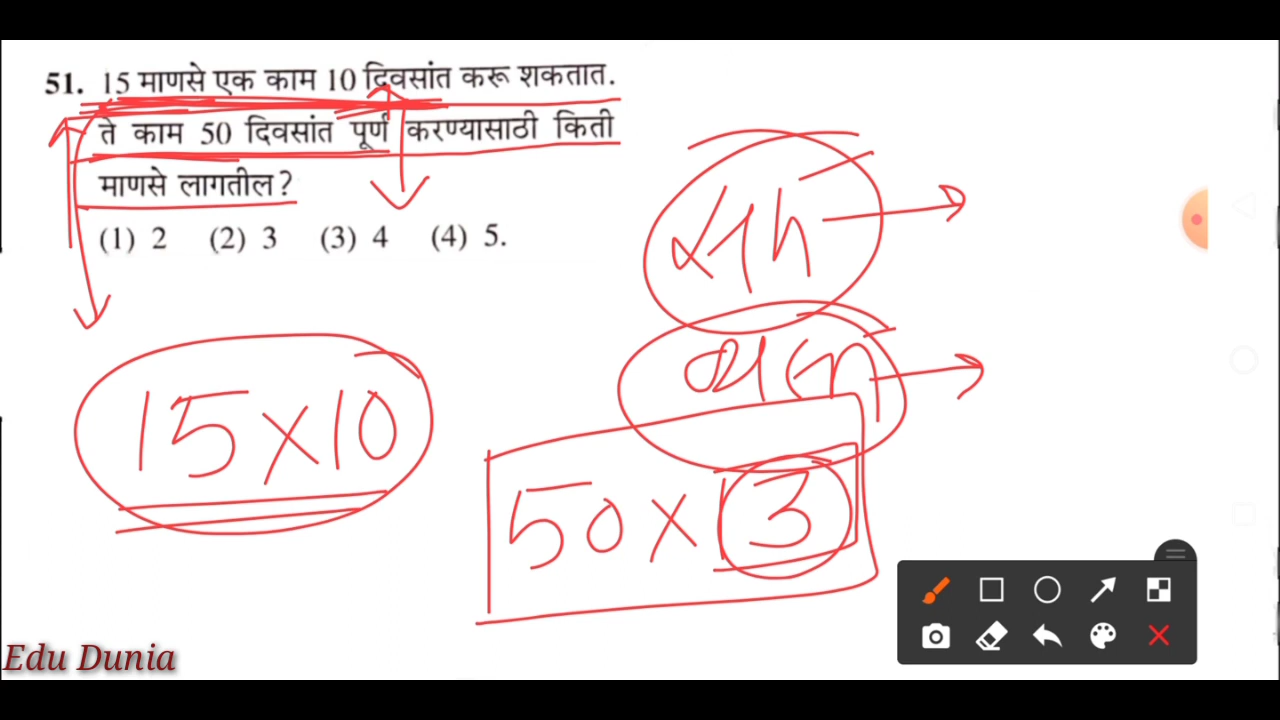 51. 15 माणसे एक काम 10 दिवसांत करू शकतात.
ते काम 50 दिवसांत पूर्ण करण्यासाठी किती
माणसे लागतील?
(1) 2 (2) 3 (3) 4 (4) 5.
15×10
50×3
Edu Dunia